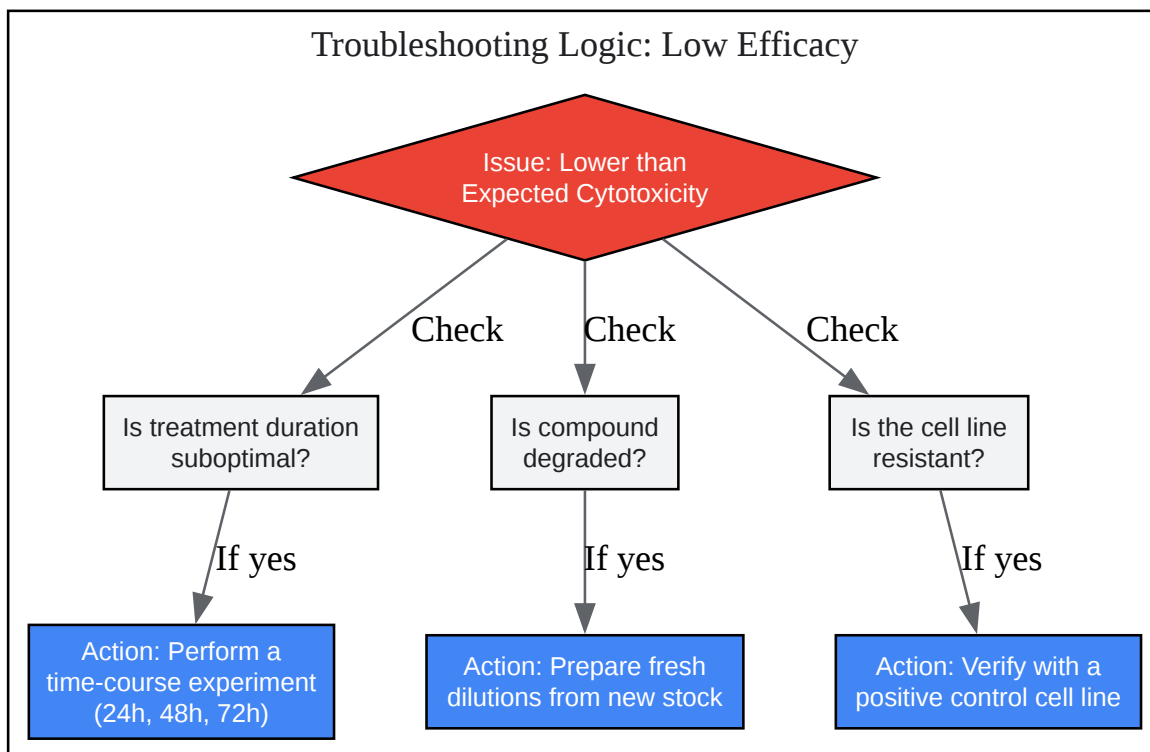 Troubleshooting Logic: Low Efficacy
Issue: Lower than
Expected Cytotoxicity
Check
Check
Check
Is treatment duration
suboptimal?
Is compound
degraded?
Is the cell line
resistant?
If yes
If yes
If yes
Action: Perform a
time-course experiment
(24h, 48h, 72h)
Action: Prepare fresh
dilutions from new stock
Action: Verify with a
positive control cell line